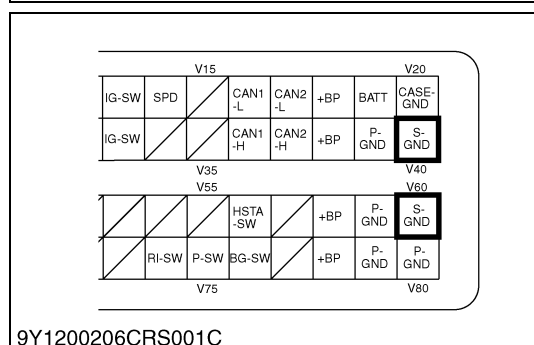 V15 V20
IG-SW SPD CAN1 -L CAN2 -L +BP BATT CASE- GND
IG-SW CAN1 -H CAN2 -H +BP P- GND S- GND
V35 V40
V55 V60
HSTA -SW +BP P- GND S- GND
RI-SW P-SW BG-SW +BP P- GND P- GND
V75 V80
9Y1200206CRS001C